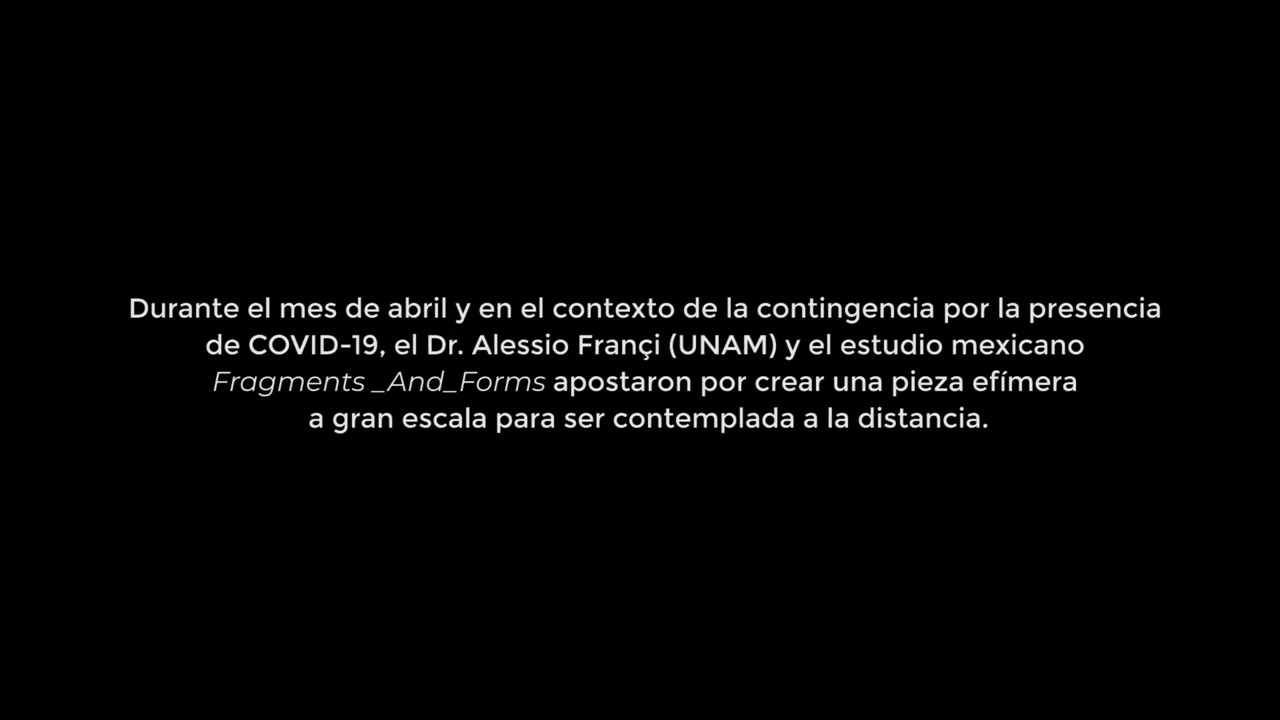 Durante el mes de abril y en el contexto de la contingencia por la presencia
de COVID-19, el Dr. Alessio Françi (UNAM) y el estudio mexicano
Fragments _And_Forms apostaron por crear una pieza efímera
a gran escala para ser contemplada a la distancia.